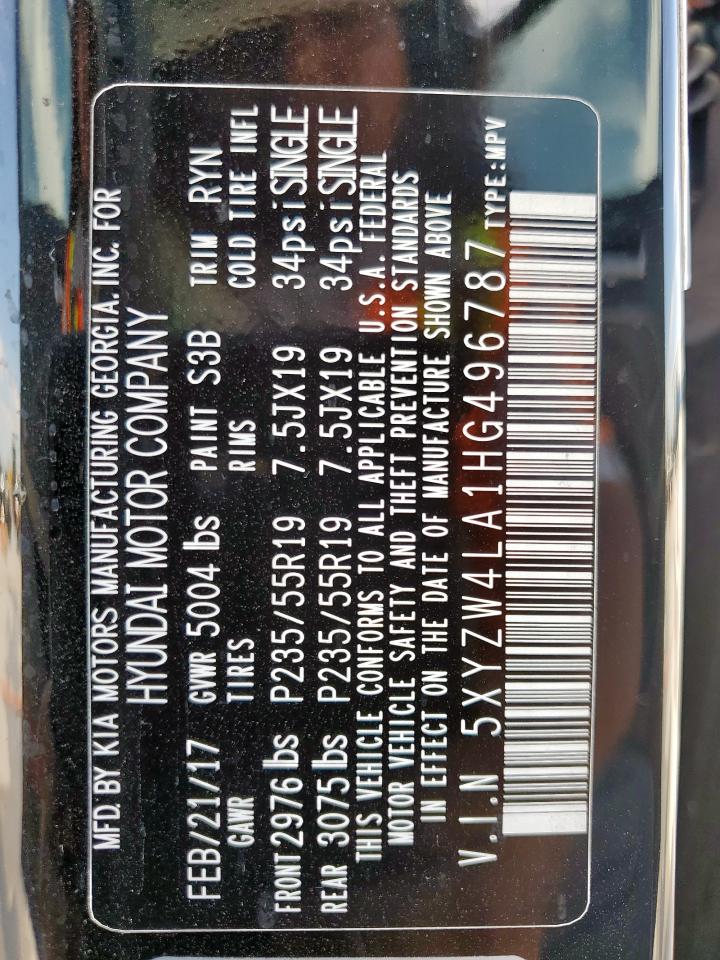 MFD. BY KIA MOTORS MANUFACTURING GEORGIA. INC. FOR
HYUNDAI MOTOR COMPANY
FEB/21/17 GWR 5004 lbs PAINT S3B TRIM RYN
GAWR TIRES RIMS COLD TIRE INFL
FRONT 2976 lbs P235/55R19 7.5JX19 34psi SINGLE
REAR 3075 lbs P235/55R19 7.5JX19 34psi SINGLE
THIS VEHICLE CONFORMS TO ALL APPLICABLE U.S.A. FEDERAL
MOTOR VEHICLE SAFETY AND THEFT PREVENTION STANDARDS
IN EFFECT ON THE DATE OF MANUFACTURE SHOWN ABOVE
V.I.N 5XYZW4LA1HG496787 TYPE:MPV